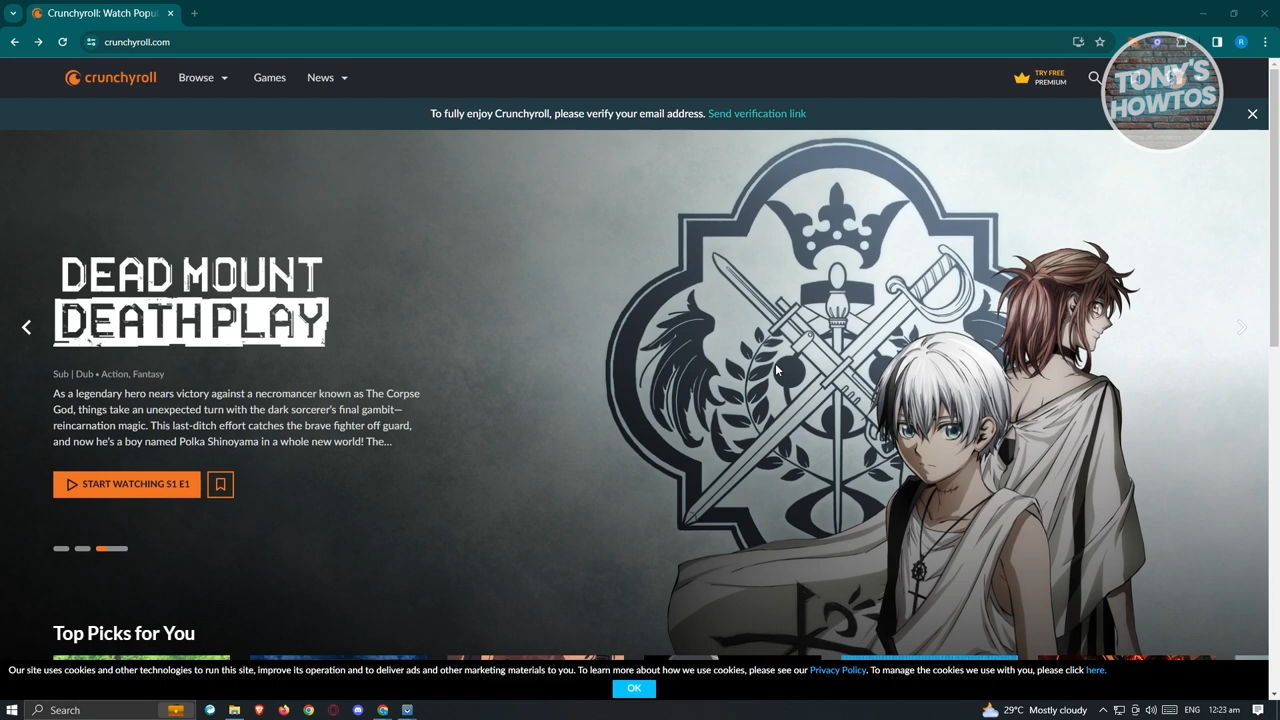 Crunchyroll: Watch Popul
crunchyroll.com
crunchyroll
Browse
Games
News
TRY FREE
PREMIUM
TONY'S
HOWTOS
To fully enjoy Crunchyroll, please verify your email address. Send verification link
DEAD MOUNT
DEATH PLAY
Sub | Dub • Action, Fantasy
As a legendary hero nears victory against a necromancer known as The Corpse
God, things take an unexpected turn with the dark sorcerer's final gambit—
reincarnation magic. This last-ditch effort catches the brave fighter off guard,
and now he's a boy named Polka Shinoyama in a whole new world! The...
START WATCHING S1 E1
Top Picks for You
Our site uses cookies and other technologies to run this site, improve its operation and to deliver ads and other marketing materials to you. To learn more about how we use cookies, please see our Privacy Policy. To manage the cookies we use with you, please click here.
OK
Search
29°C Mostly cloudy
ENG
12:23 am